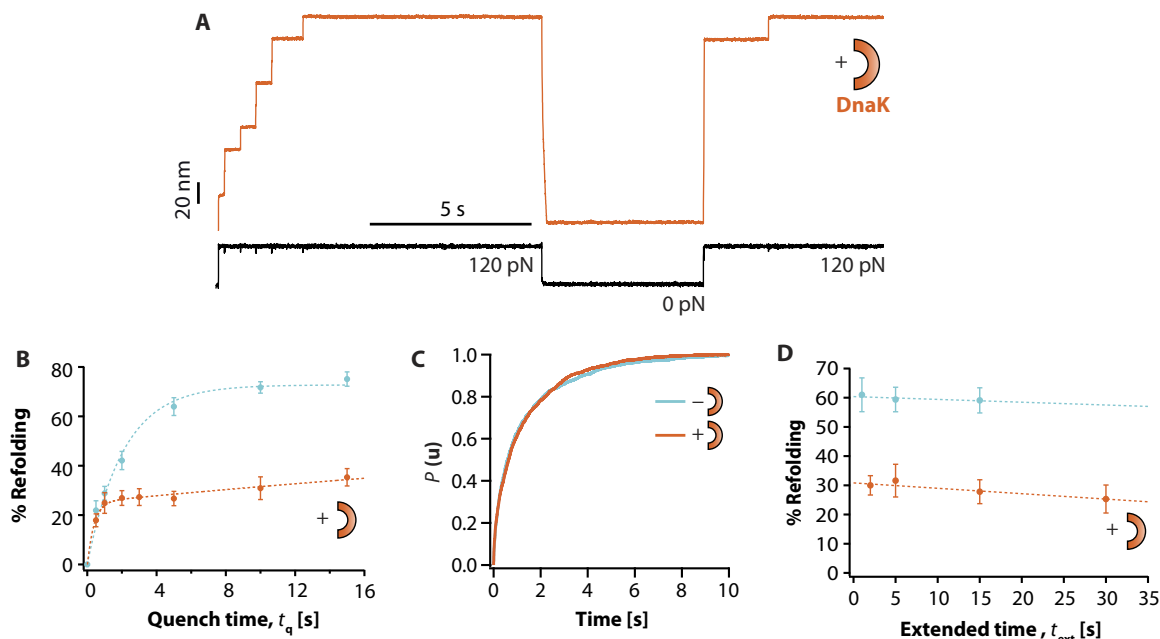 A
+
DnaK
20 nm
5 s
120 pN
0 pN
120 pN
B
% Refolding
80
60
40
20
0
+
0
4
8
12
16
Quench time, tq [s]
C
P (u)
1.0
0.8
0.6
0.4
0.2
0.0
−
+
0
2
4
6
8
10
Time [s]
D
% Refolding
70
60
50
40
30
20
10
0
+
0
5
10
15
20
25
30
35
Extended time, text [s]